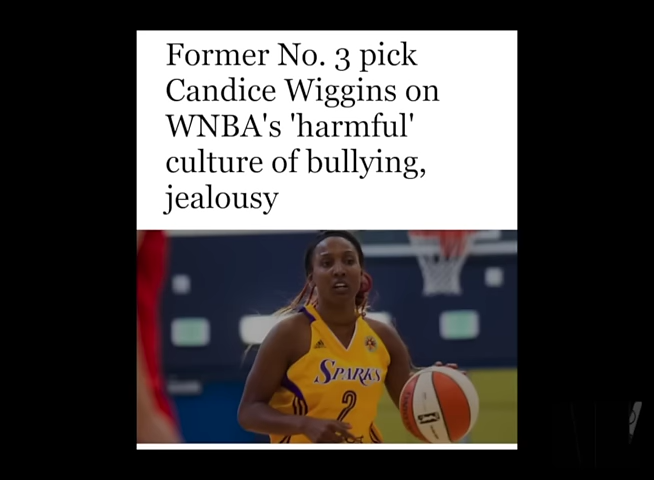 Former No. 3 pick
Candice Wiggins on
WNBA's 'harmful'
culture of bullying,
jealousy
SPARKS
2